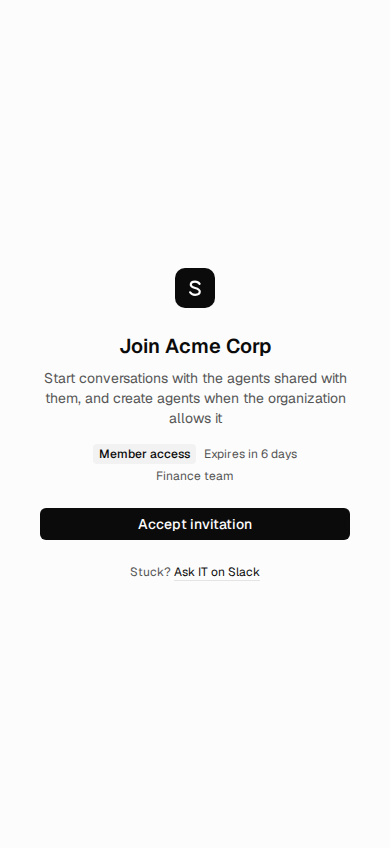 S
Join Acme Corp
Start conversations with the agents shared with
them, and create agents when the organization
allows it
Member access Expires in 6 days
Finance team
Accept invitation
Stuck? Ask IT on Slack